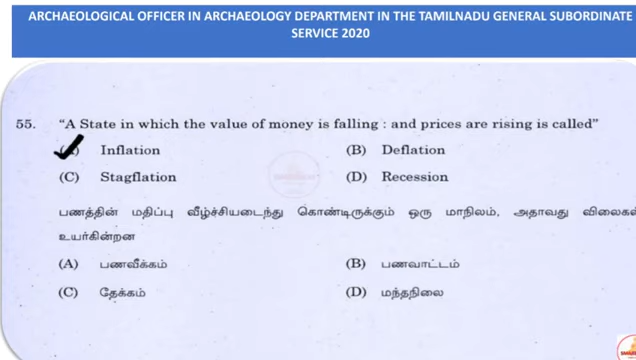 ARCHAEOLOGICAL OFFICER IN ARCHAEOLOGY DEPARTMENT IN THE TAMILNADU GENERAL SUBORDINATE
SERVICE 2020
55. “A State in which the value of money is falling : and prices are rising is called”
Inflation (B) Deflation
(C) Stagflation (D) Recession
பணத்தின் மதிப்பு வீழ்ச்சியடைந்து கொண்டிருக்கும் ஒரு மாநிலம், அதாவது விலைகள்
உயர்கின்றன
(A) பணவீக்கம் (B) பணவாட்டம்
(C) தேக்கம் (D) மந்தநிலை